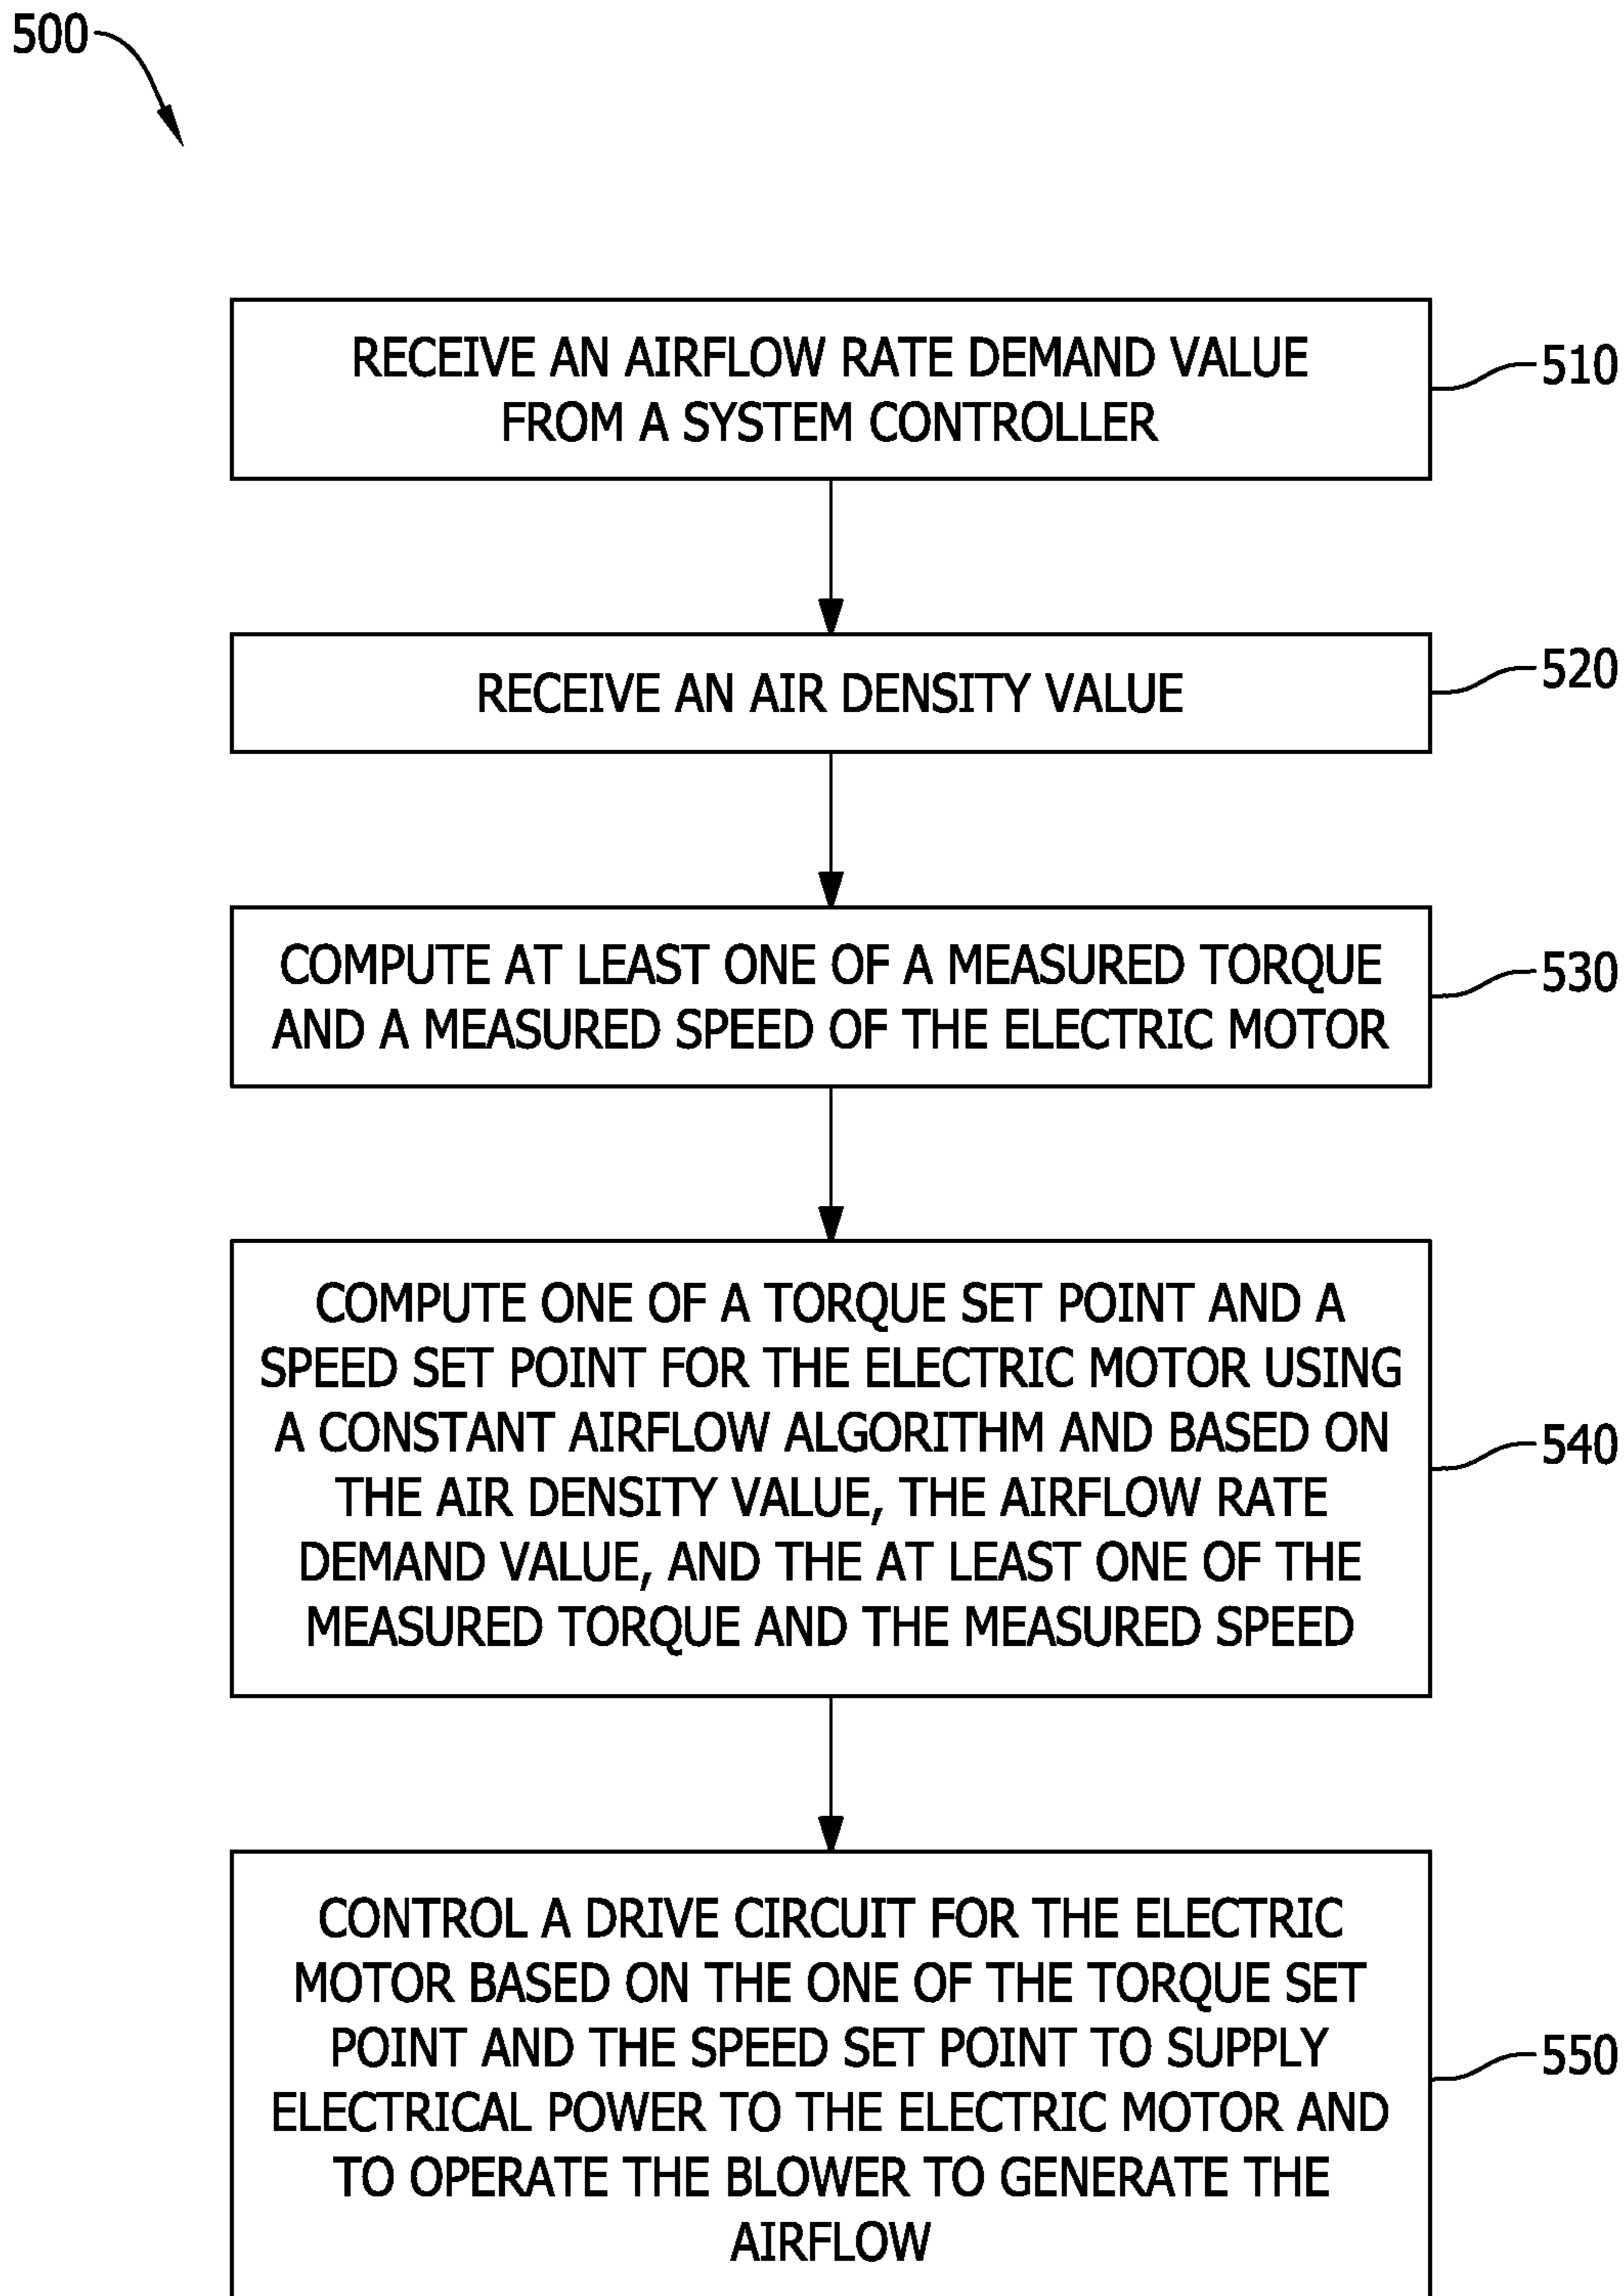 500
RECEIVE AN AIRFLOW RATE DEMAND VALUE
FROM A SYSTEM CONTROLLER
510
RECEIVE AN AIR DENSITY VALUE
520
COMPUTE AT LEAST ONE OF A MEASURED TORQUE
AND A MEASURED SPEED OF THE ELECTRIC MOTOR
530
COMPUTE ONE OF A TORQUE SET POINT AND A
SPEED SET POINT FOR THE ELECTRIC MOTOR USING
A CONSTANT AIRFLOW ALGORITHM AND BASED ON
THE AIR DENSITY VALUE, THE AIRFLOW RATE
DEMAND VALUE, AND THE AT LEAST ONE OF THE
MEASURED TORQUE AND THE MEASURED SPEED
540
CONTROL A DRIVE CIRCUIT FOR THE ELECTRIC
MOTOR BASED ON THE ONE OF THE TORQUE SET
POINT AND THE SPEED SET POINT TO SUPPLY
ELECTRICAL POWER TO THE ELECTRIC MOTOR AND
TO OPERATE THE BLOWER TO GENERATE THE
AIRFLOW
550